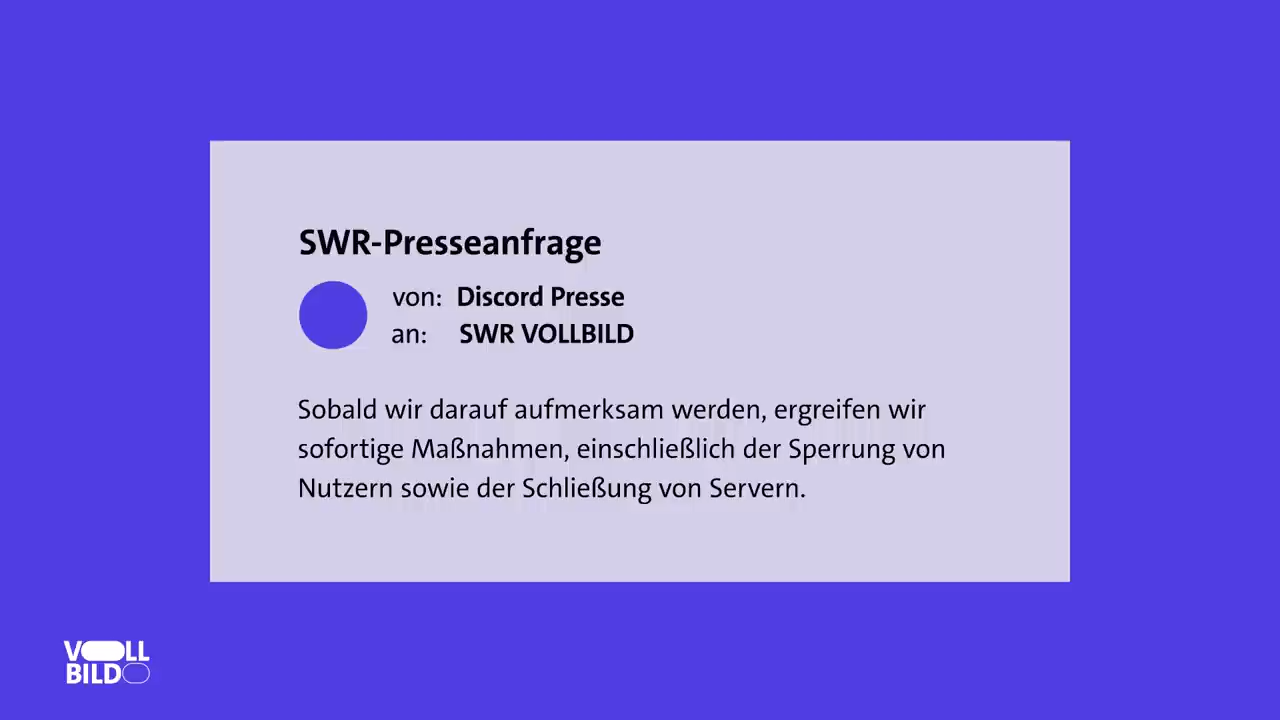 SWR-Presseanfrage
von: Discord Presse
an: SWR VOLLBILD
Sobald wir darauf aufmerksam werden, ergreifen wir
sofortige Maßnahmen, einschließlich der Sperrung von
Nutzern sowie der Schließung von Servern.
VOLL
BILD